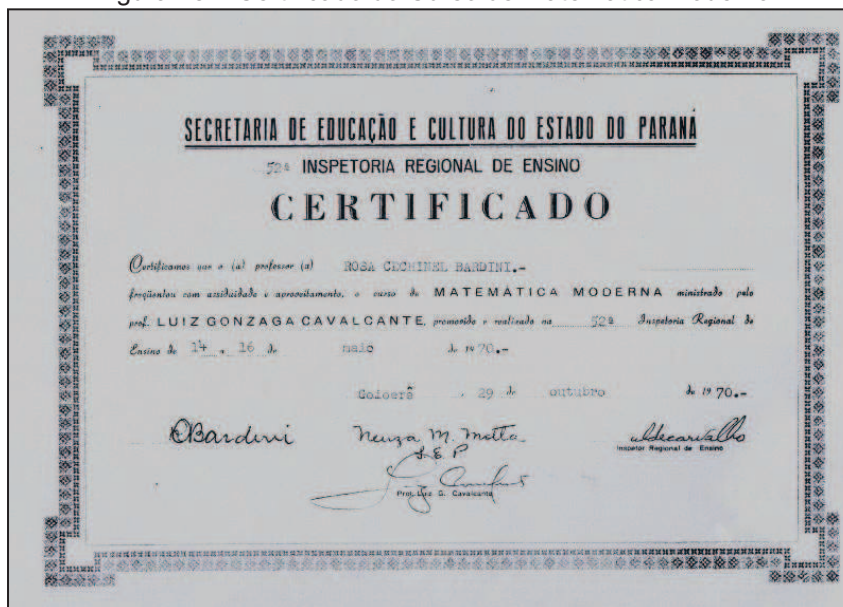 SECRETARIA DE EDUCAÇÃO E CULTURA DO ESTADO DO PARANÁ
52ª INSPETORIA REGIONAL DE ENSINO
CERTIFICADO
Certificamos que o (a) professor (a) ROSA CECHINEL BARDINI.-
freqüentou com assiduidade e aproveitamento, o curso de MATEMÁTICA MODERNA ministrado pelo
prof. LUIZ GONZAGA CAVALCANTE, promovido e realizado na 52ª Inspetoria Regional de
Ensino de 14 a 16 de maio de 1970.-
Goioerê , 29 de outubro de 1970.-
Bardini Neuza M. Motta
Inspetor Regional de Ensino
Prof. Luiz G. Cavalcante